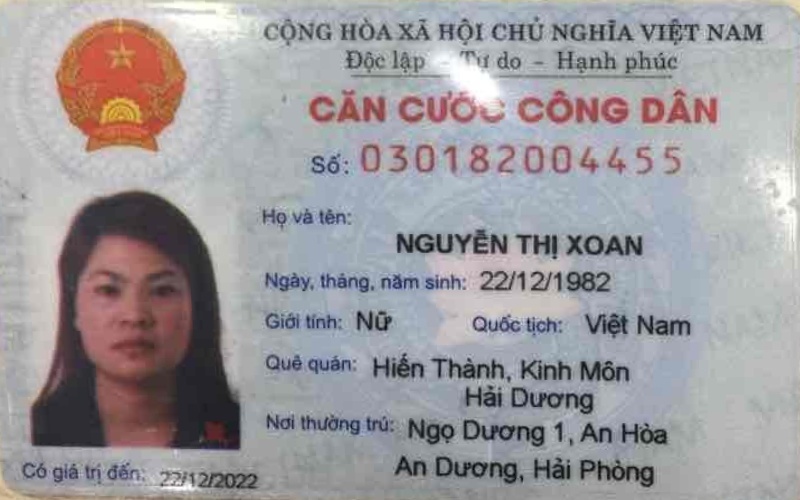 CỘNG HÒA XÃ HỘI CHỦ NGHĨA VIỆT NAM
Độc lập - Tự do - Hạnh phúc
CĂN CƯỚC CÔNG DÂN
Số: 030182004455
Họ và tên:
NGUYỄN THỊ XOAN
Ngày, tháng, năm sinh: 22/12/1982
Giới tính: Nữ Quốc tịch: Việt Nam
Quê quán: Hiến Thành, Kinh Môn
Hải Dương
Nơi thường trú: Ngọ Dương 1, An Hòa
An Dương, Hải Phòng
Có giá trị đến: 22/12/2022